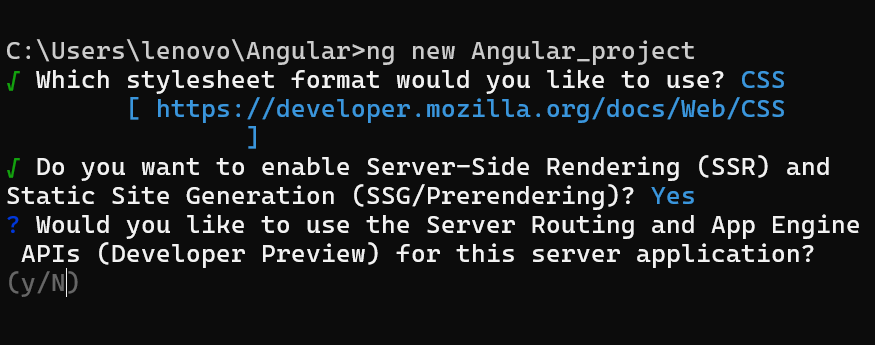 C:\Users\lenovo\Angular>ng new Angular_project
√ Which stylesheet format would you like to use? CSS
[ https://developer.mozilla.org/docs/Web/CSS
]
√ Do you want to enable Server-Side Rendering (SSR) and
Static Site Generation (SSG/Prerendering)? Yes
? Would you like to use the Server Routing and App Engine
APIs (Developer Preview) for this server application?
(y/N)